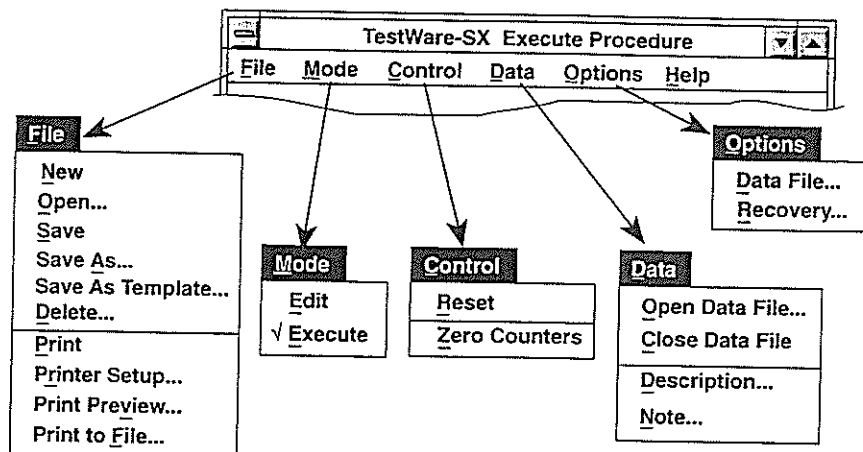 TestWare-SX Execute Procedure
File Mode Control Data Options Help
File
New
Open...
Save
Save As...
Save As Template...
Delete...
Print
Printer Setup...
Print Preview...
Print to File...
Mode
Edit
√ Execute
Control
Reset
Zero Counters
Data
Open Data File...
Close Data File
Description...
Note...
Options
Data File...
Recovery...